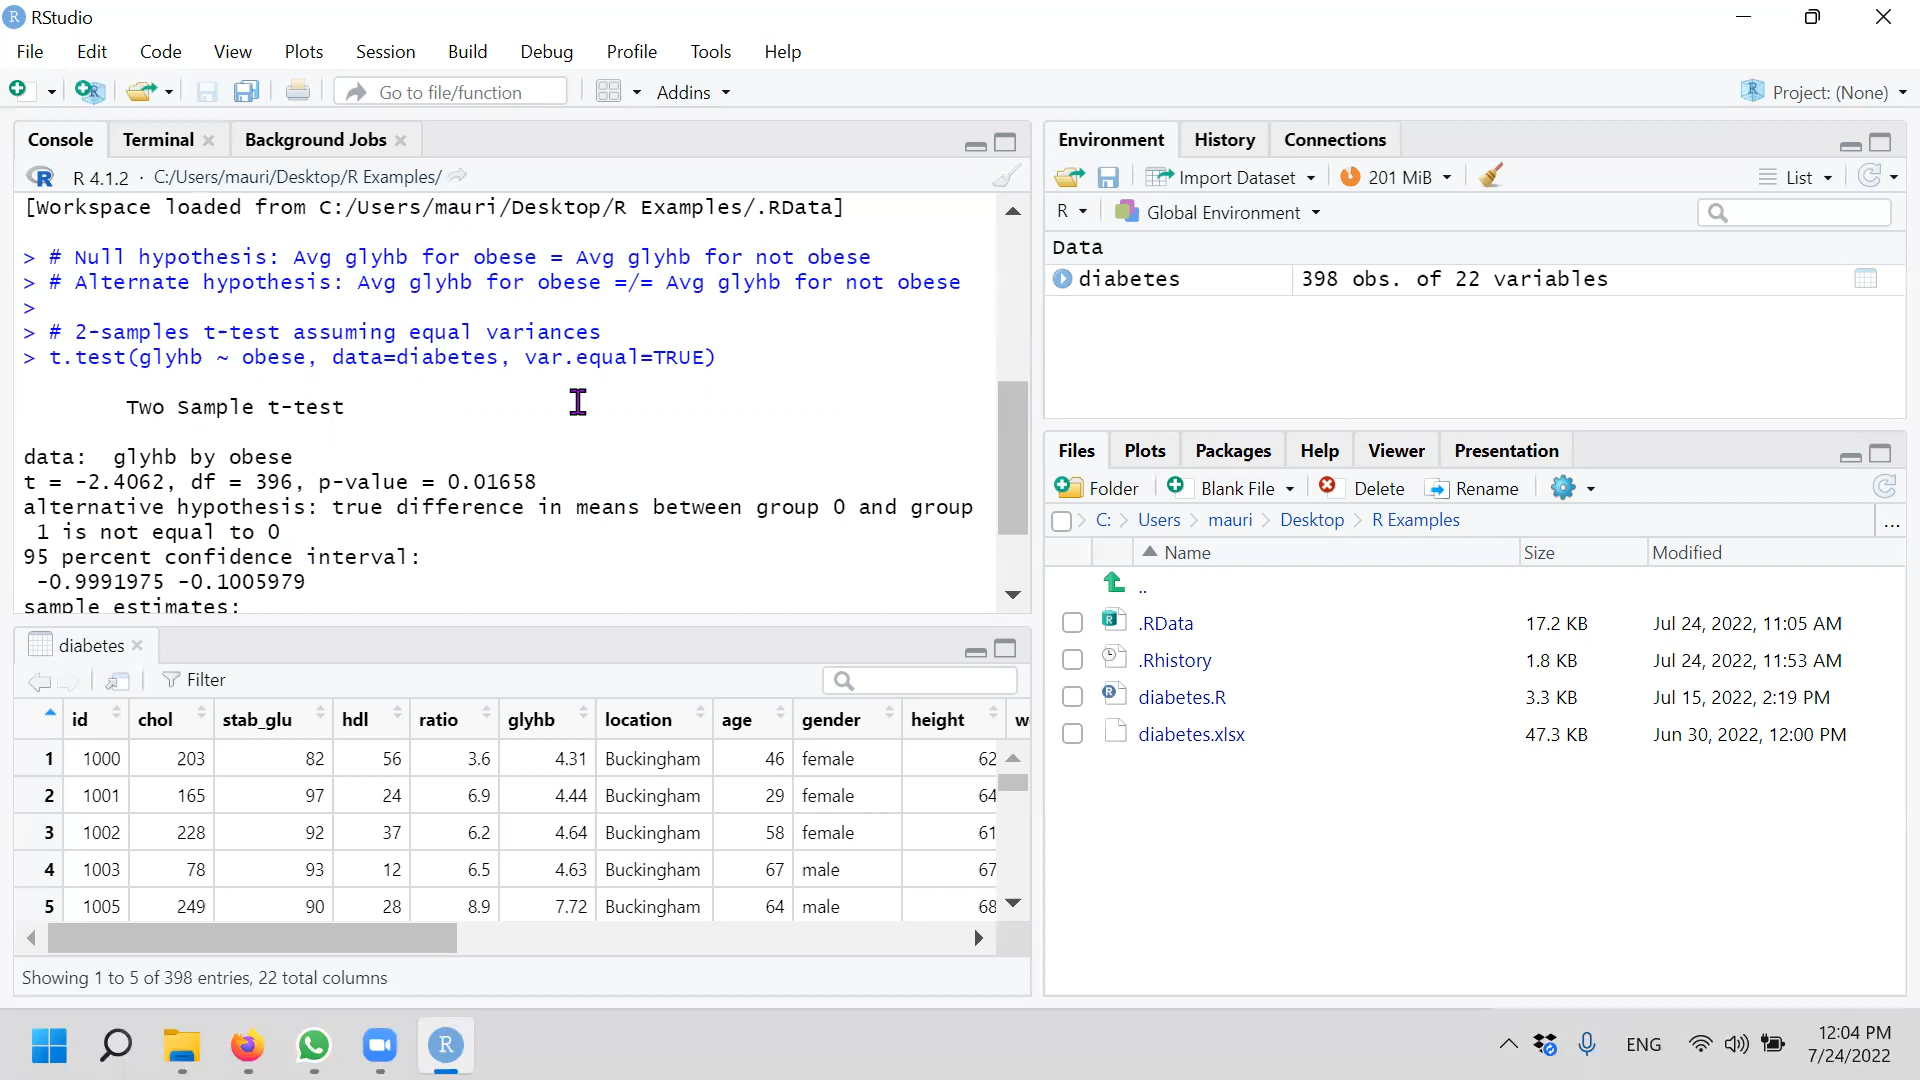 RStudio
File Edit Code View Plots Session Build Debug Profile Tools Help
Go to file/function Addins Project: (None)
Console Terminal Background Jobs
R 4.1.2 · C:/Users/mauri/Desktop/R Examples/
[Workspace loaded from C:/Users/mauri/Desktop/R Examples/.RData]
> # Null hypothesis: Avg glyhb for obese = Avg glyhb for not obese
> # Alternate hypothesis: Avg glyhb for obese =/= Avg glyhb for not obese
>
> # 2-samples t-test assuming equal variances
> t.test(glyhb ~ obese, data=diabetes, var.equal=TRUE)
Two Sample t-test
data:  glyhb by obese
t = -2.4062, df = 396, p-value = 0.01658
alternative hypothesis: true difference in means between group 0 and group
1 is not equal to 0
95 percent confidence interval:
-0.9991975 -0.1005979
sample estimates:
diabetes
Filter
id chol stab_glu hdl ratio glyhb location age gender height w
1 1000 203 82 56 3.6 4.31 Buckingham 46 female 62
2 1001 165 97 24 6.9 4.44 Buckingham 29 female 64
3 1002 228 92 37 6.2 4.64 Buckingham 58 female 61
4 1003 78 93 12 6.5 4.63 Buckingham 67 male 67
5 1005 249 90 28 8.9 7.72 Buckingham 64 male 68
Showing 1 to 5 of 398 entries, 22 total columns
Environment History Connections
Import Dataset 201 MiB List
R Global Environment
Data
diabetes 398 obs. of 22 variables
Files Plots Packages Help Viewer Presentation
Folder Blank File Delete Rename
C: Users mauri Desktop R Examples ...
Name Size Modified
..
.RData 17.2 KB Jul 24, 2022, 11:05 AM
.Rhistory 1.8 KB Jul 24, 2022, 11:53 AM
diabetes.R 3.3 KB Jul 15, 2022, 2:19 PM
diabetes.xlsx 47.3 KB Jun 30, 2022, 12:00 PM
R ENG 12:04 PM
7/24/2022